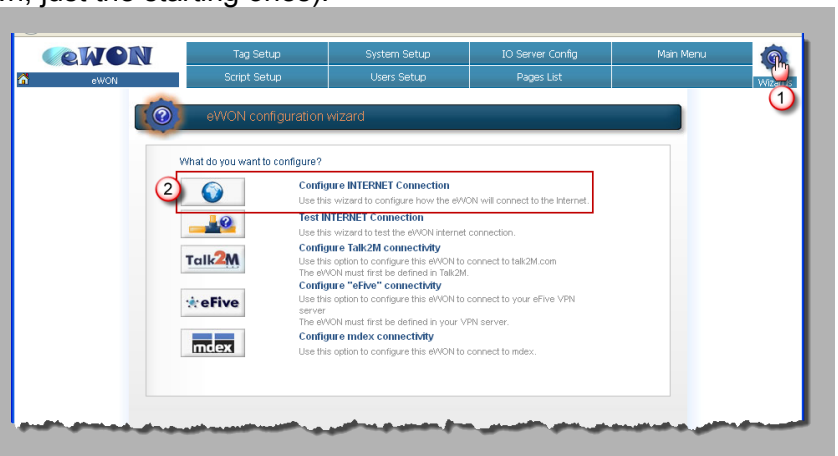 m, just the starting ones).
eWON
Tag Setup
System Setup
IO Server Config
Main Menu
eWON
Script Setup
Users Setup
Pages List
Wizards
1
eWON configuration wizard
What do you want to configure?
2
Configure INTERNET Connection
Use this wizard to configure how the eWON will connect to the Internet.
Test INTERNET Connection
Use this wizard to test the eWON internet connection.
Talk2M
Configure Talk2M connectivity
Use this option to configure this eWON to connect to talk2M.com
The eWON must first be defined in Talk2M.
eFive
Configure "eFive" connectivity
Use this option to configure this eWON to connect to your eFive VPN
server
The eWON must first be defined in your VPN server.
mdex
Configure mdex connectivity
Use this option to configure this eWON to connect to mdex.